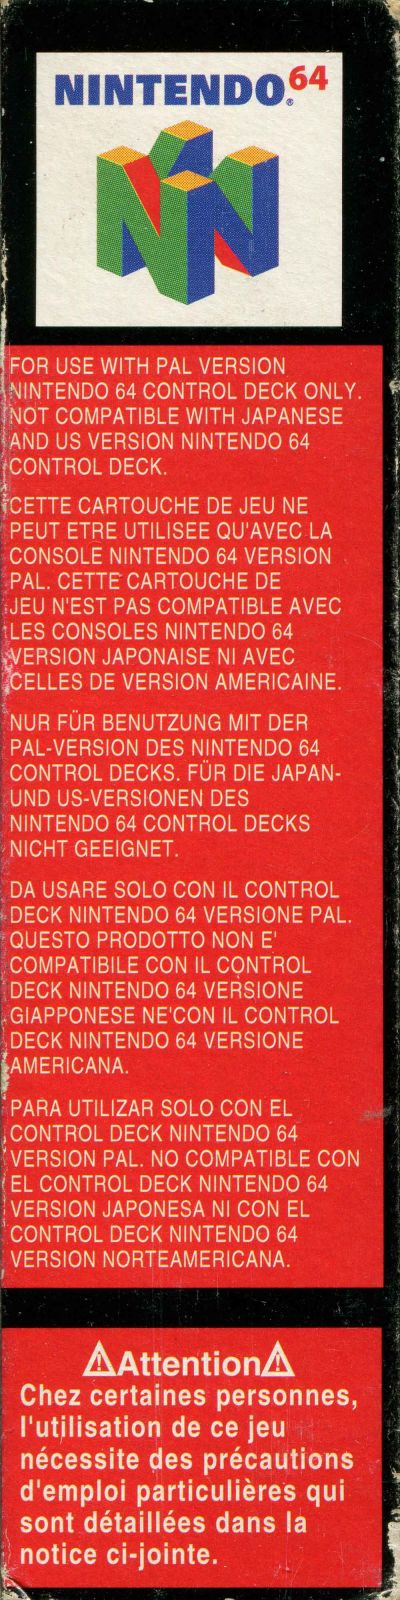 NINTENDO64®
FOR USE WITH PAL VERSION
NINTENDO 64 CONTROL DECK ONLY.
NOT COMPATIBLE WITH JAPANESE
AND US VERSION NINTENDO 64
CONTROL DECK.
CETTE CARTOUCHE DE JEU NE
PEUT ETRE UTILISEE QU'AVEC LA
CONSOLE NINTENDO 64 VERSION
PAL. CETTE CARTOUCHE DE
JEU N'EST PAS COMPATIBLE AVEC
LES CONSOLES NINTENDO 64
VERSION JAPONAISE NI AVEC
CELLES DE VERSION AMERICAINE.
NUR FÜR BENUTZUNG MIT DER
PAL-VERSION DES NINTENDO 64
CONTROL DECKS. FÜR DIE JAPAN-
UND US-VERSIONEN DES
NINTENDO 64 CONTROL DECKS
NICHT GEEIGNET.
DA USARE SOLO CON IL CONTROL
DECK NINTENDO 64 VERSIONE PAL.
QUESTO PRODOTTO NON E'
COMPATIBILE CON IL CONTROL
DECK NINTENDO 64 VERSIONE
GIAPPONESE NE'CON IL CONTROL
DECK NINTENDO 64 VERSIONE
AMERICANA.
PARA UTILIZAR SOLO CON EL
CONTROL DECK NINTENDO 64
VERSION PAL. NO COMPATIBLE CON
EL CONTROL DECK NINTENDO 64
VERSION JAPONESA NI CON EL
CONTROL DECK NINTENDO 64
VERSION NORTEAMERICANA.
⚠Attention⚠
Chez certaines personnes,
l'utilisation de ce jeu
nécessite des précautions
d'emploi particulières qui
sont détaillées dans la
notice ci-jointe.